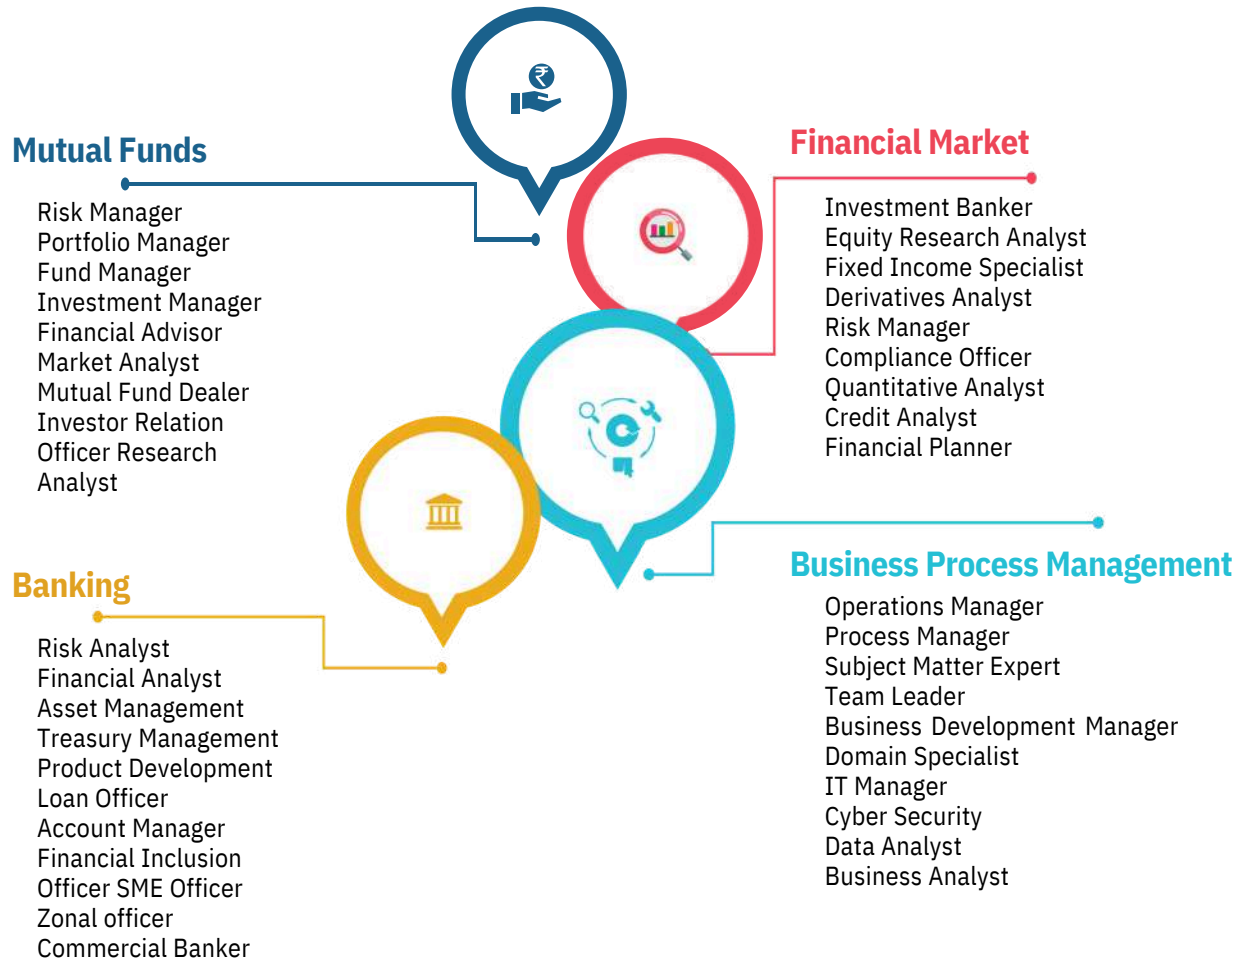 Mutual Funds
Risk Manager
Portfolio Manager
Fund Manager
Investment Manager
Financial Advisor
Market Analyst
Mutual Fund Dealer
Investor Relation
Officer Research
Analyst
Financial Market
Investment Banker
Equity Research Analyst
Fixed Income Specialist
Derivatives Analyst
Risk Manager
Compliance Officer
Quantitative Analyst
Credit Analyst
Financial Planner
Banking
Risk Analyst
Financial Analyst
Asset Management
Treasury Management
Product Development
Loan Officer
Account Manager
Financial Inclusion
Officer SME Officer
Zonal officer
Commercial Banker
Business Process Management
Operations Manager
Process Manager
Subject Matter Expert
Team Leader
Business Development Manager
Domain Specialist
IT Manager
Cyber Security
Data Analyst
Business Analyst